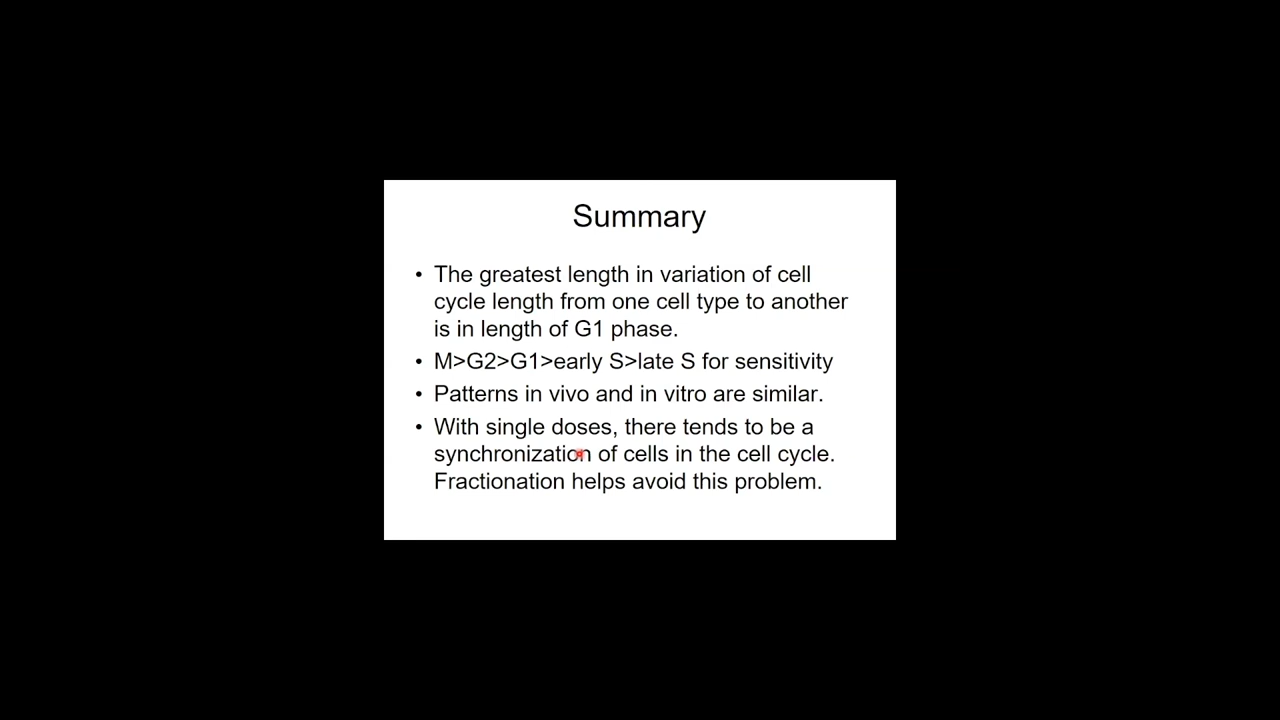 Summary
• The greatest length in variation of cell
cycle length from one cell type to another
is in length of G1 phase.
• M>G2>G1>early S>late S for sensitivity
• Patterns in vivo and in vitro are similar.
• With single doses, there tends to be a
synchronization of cells in the cell cycle.
Fractionation helps avoid this problem.